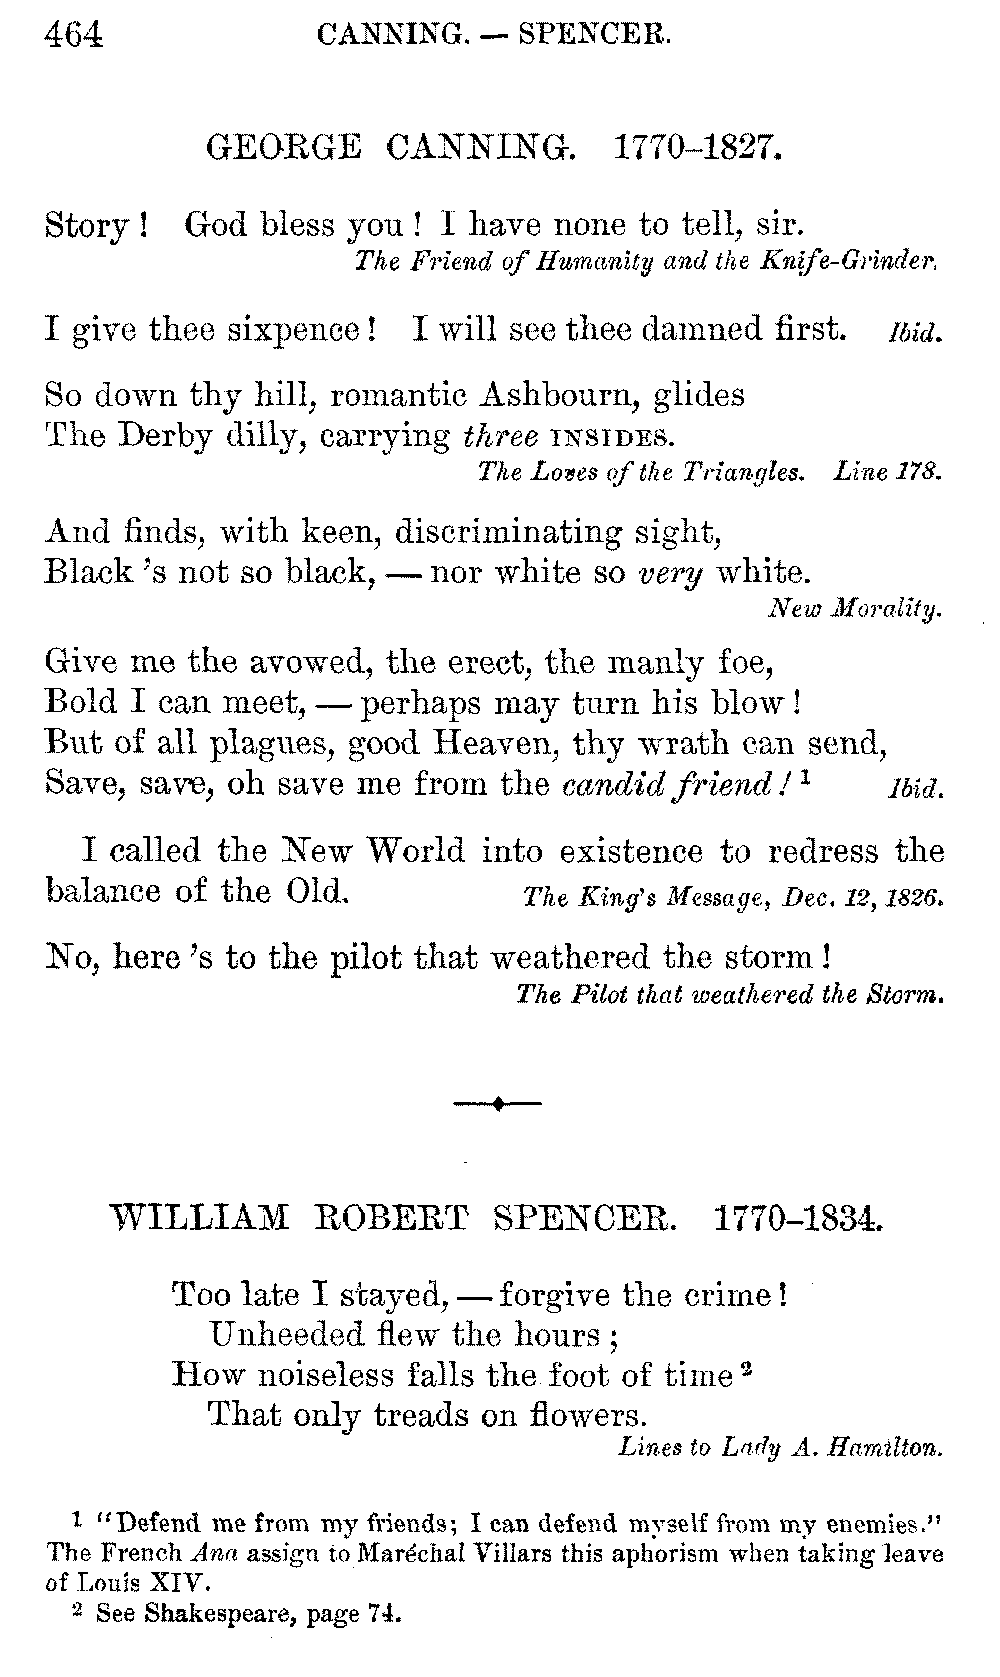 464 CANNING. — SPENCER.
GEORGE CANNING. 1770–1827.
Story! God bless you! I have none to tell, sir.
The Friend of Humanity and the Knife-Grinder.
I give thee sixpence! I will see thee damned first. Ibid.
So down thy hill, romantic Ashbourn, glides
The Derby dilly, carrying three INSIDES.
The Loves of the Triangles. Line 178.
And finds, with keen, discriminating sight,
Black 's not so black, — nor white so very white.
New Morality.
Give me the avowed, the erect, the manly foe,
Bold I can meet, — perhaps may turn his blow!
But of all plagues, good Heaven, thy wrath can send,
Save, save, oh save me from the candid friend! ¹ Ibid.
I called the New World into existence to redress the
balance of the Old. The King's Message, Dec. 12, 1826.
No, here 's to the pilot that weathered the storm!
The Pilot that weathered the Storm.
WILLIAM ROBERT SPENCER. 1770–1834.
Too late I stayed, — forgive the crime!
Unheeded flew the hours;
How noiseless falls the foot of time ²
That only treads on flowers.
Lines to Lady A. Hamilton.
¹ "Defend me from my friends; I can defend myself from my enemies."
The French Ana assign to Maréchal Villars this aphorism when taking leave
of Louis XIV.
² See Shakespeare, page 74.